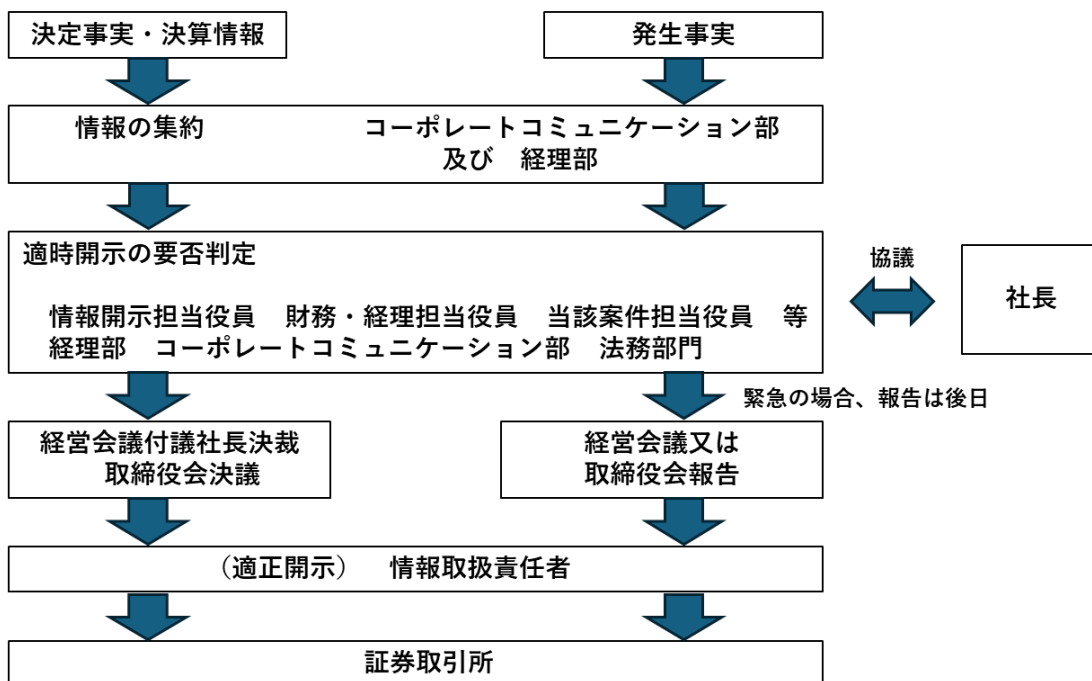 決定事実・決算情報
発生事実
情報の集約　コーポレートコミュニケーション部
及び　経理部
適時開示の要否判定
情報開示担当役員　財務・経理担当役員　当該案件担当役員　等
経理部　コーポレートコミュニケーション部　法務部門
協議
社長
緊急の場合、報告は後日
経営会議付議社長決裁
取締役会決議
経営会議又は
取締役会報告
（適正開示）　情報取扱責任者
証券取引所